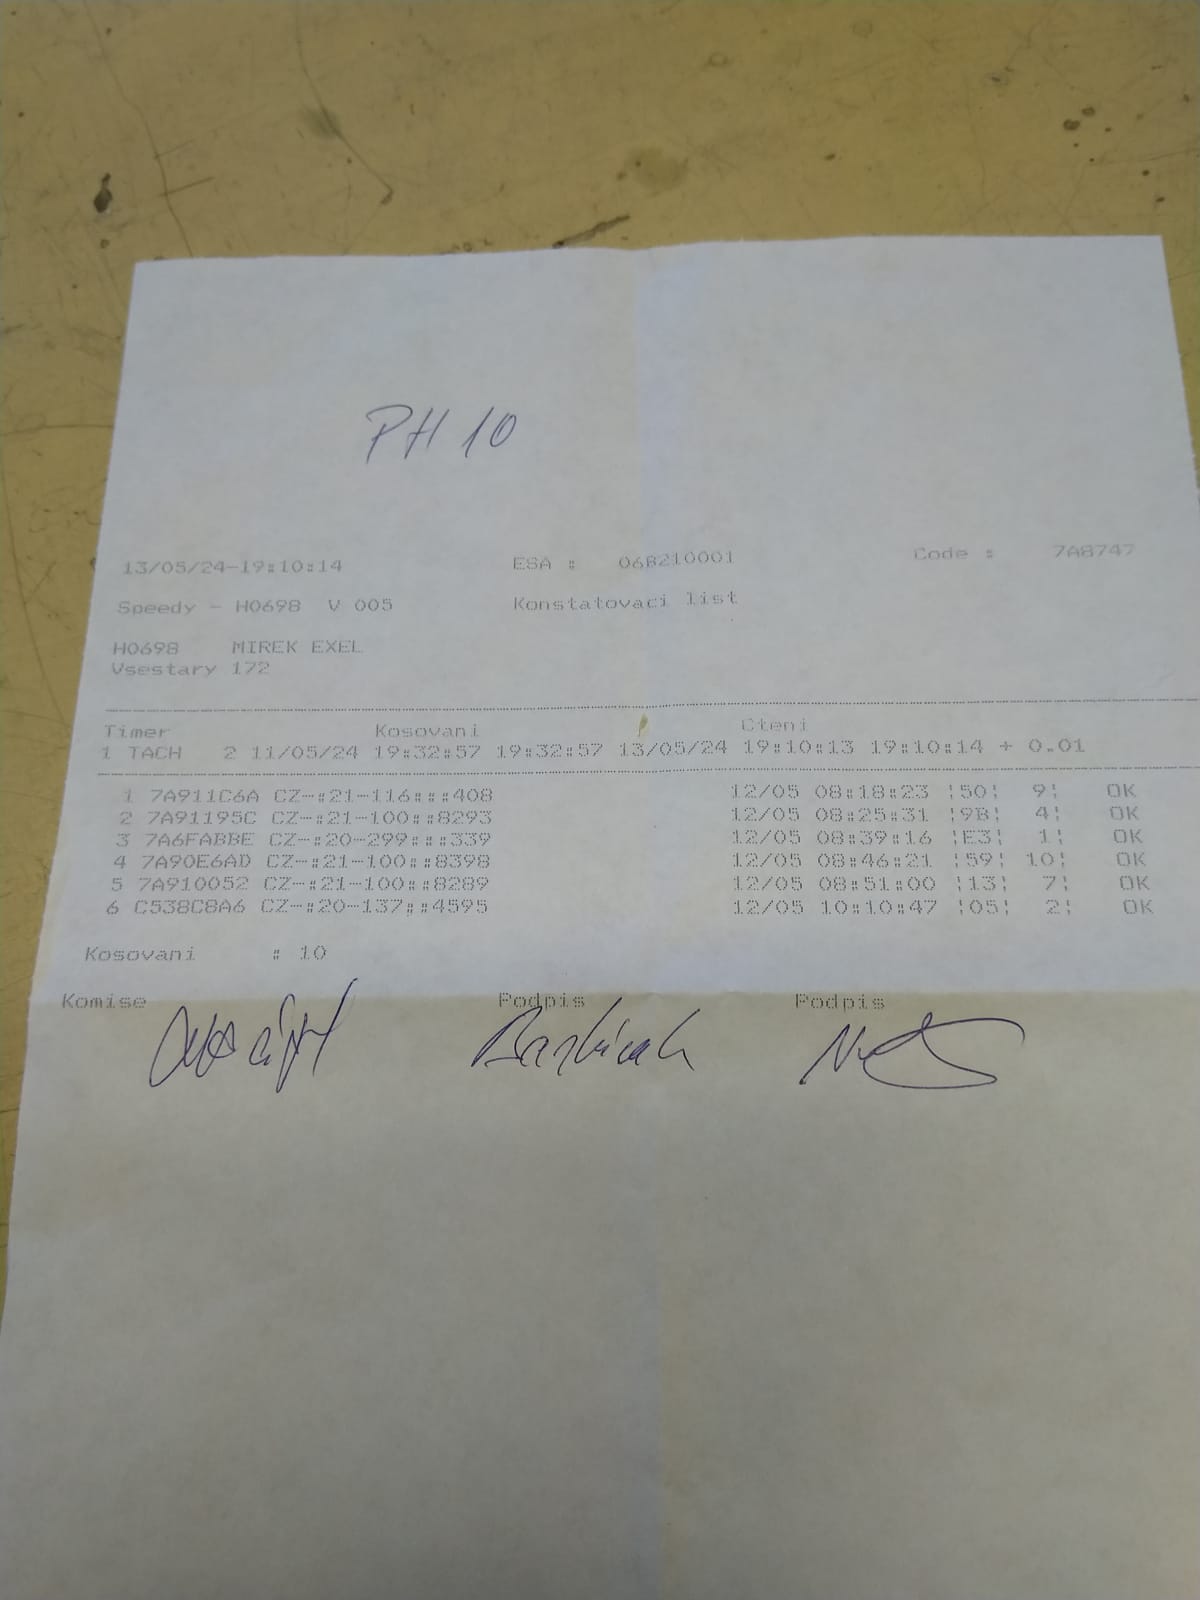 PH 10
13/05/24-19:10:14 ESA : 06B210001 Code : 7A8747
Speedy - H0698 V 005 Konstatovaci list
H0698 MIREK EXEL
Vsestary 172
Timer Kosovani Cteni
1 TACH 2 11/05/24 19:32:57 19:32:57 13/05/24 19:10:13 19:10:14 + 0.01
1 7A911C6A CZ-:21-116:::408 12/05 08:18:23 ¦50¦ 9¦ OK
2 7A91195C CZ-:21-100::8293 12/05 08:25:31 ¦9B¦ 4¦ OK
3 7A6FABBE CZ-:20-299:::339 12/05 08:39:16 ¦E3¦ 1¦ OK
4 7A90E6AD CZ-:21-100::8398 12/05 08:46:21 ¦59¦ 10¦ OK
5 7A910052 CZ-:21-100::8289 12/05 08:51:00 ¦13¦ 7¦ OK
6 C538C8A6 CZ-:20-137::4595 12/05 10:10:47 ¦05¦ 2¦ OK
Kosovani : 10
Komise Podpis Podpis